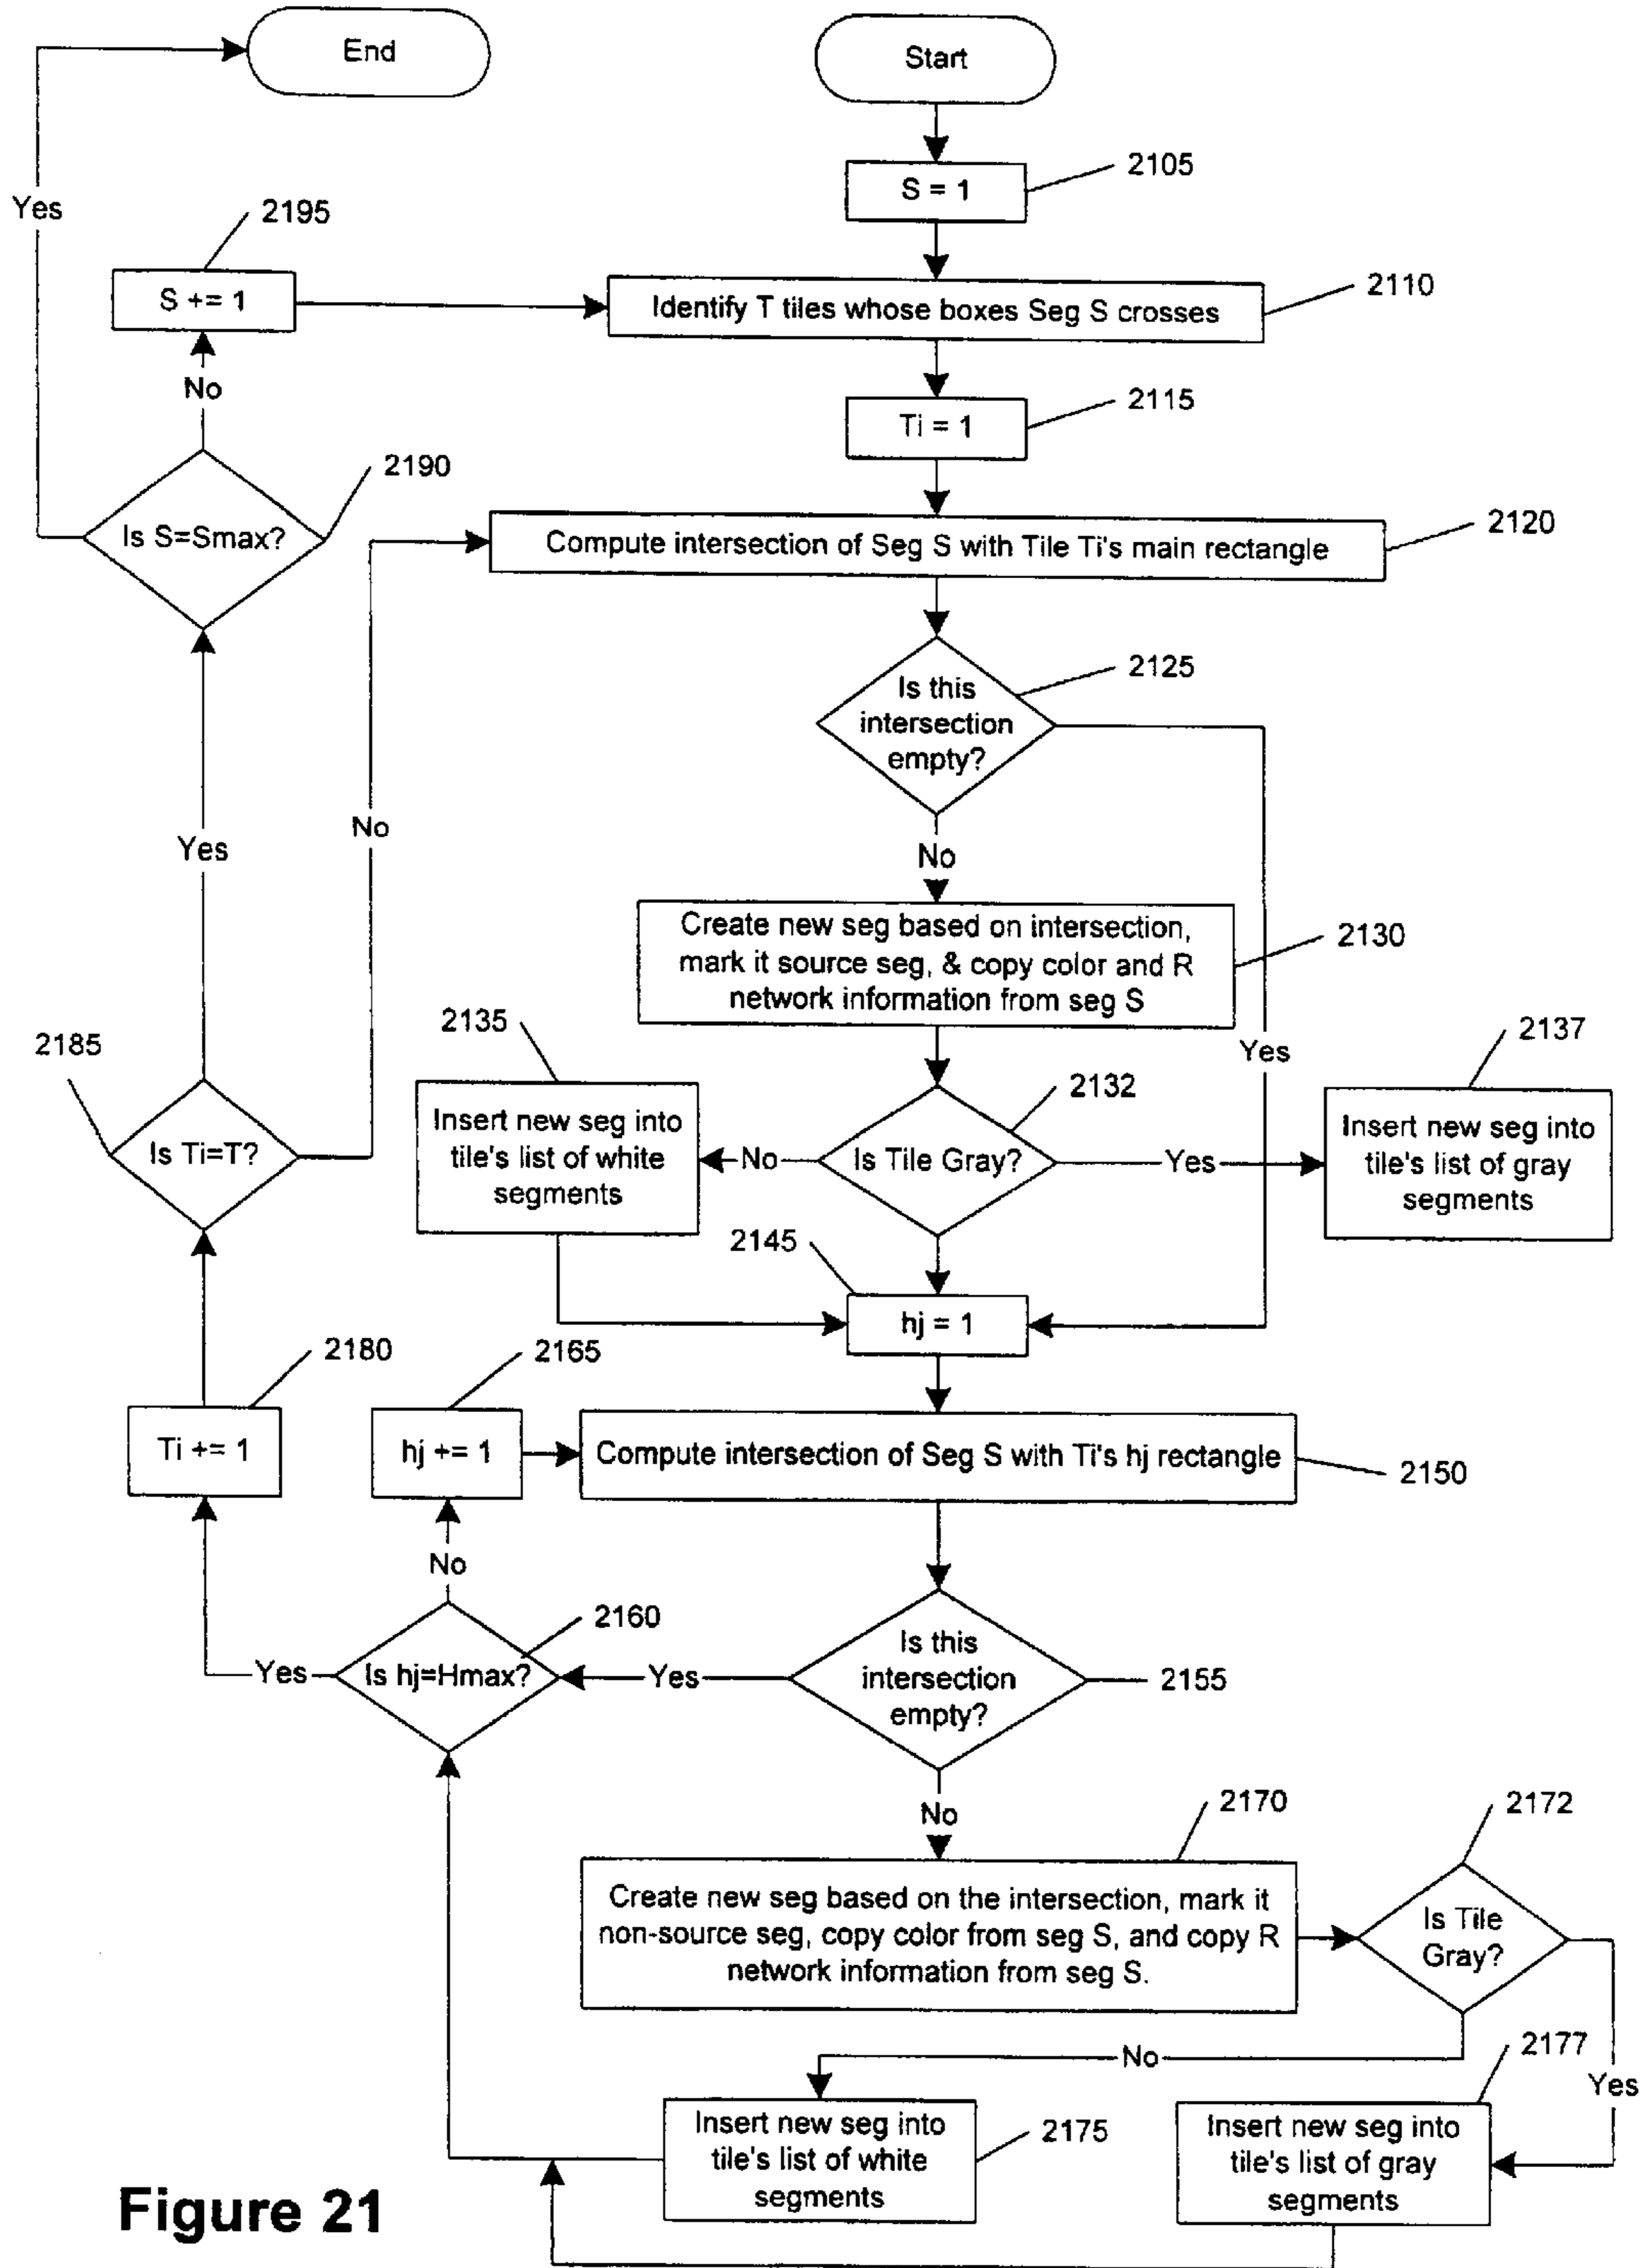 End
Start
2105
S = 1
Yes
2195
S += 1
2110
Identify T tiles whose boxes Seg S crosses
No
2115
Ti = 1
2190
Is S=Smax?
2120
Compute intersection of Seg S with Tile Ti's main rectangle
2125
Is this
intersection
empty?
No
Yes
No
2130
Create new seg based on intersection,
mark it source seg, & copy color and R
network information from seg S
2135
2137
2185
Yes
2132
Insert new seg into
tile's list of white
segments
No
Is Tile Gray?
Yes
Insert new seg into
tile's list of gray
segments
Is Ti=T?
2145
hj = 1
2180
2165
Ti += 1
hj += 1
Compute intersection of Seg S with Ti's hj rectangle
2150
No
2160
Is this
intersection
empty?
2155
Yes
Is hj=Hmax?
Yes
No
2170
2172
Create new seg based on the intersection, mark it
non-source seg, copy color from seg S, and copy R
network information from seg S.
Is Tile
Gray?
No
2177
Yes
Insert new seg into
tile's list of white
segments
2175
Insert new seg into
tile's list of gray
segments
Figure 21